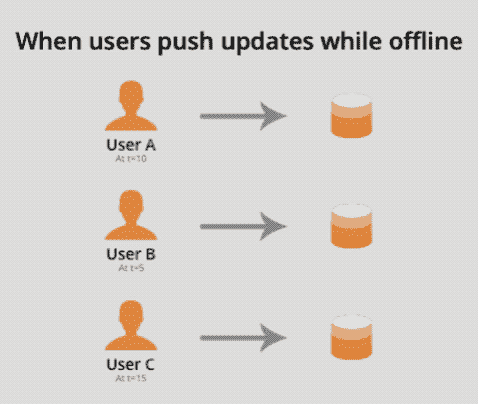 When users push updates while offline
User A
At t=10
User B
At t=5
User C
At t=15